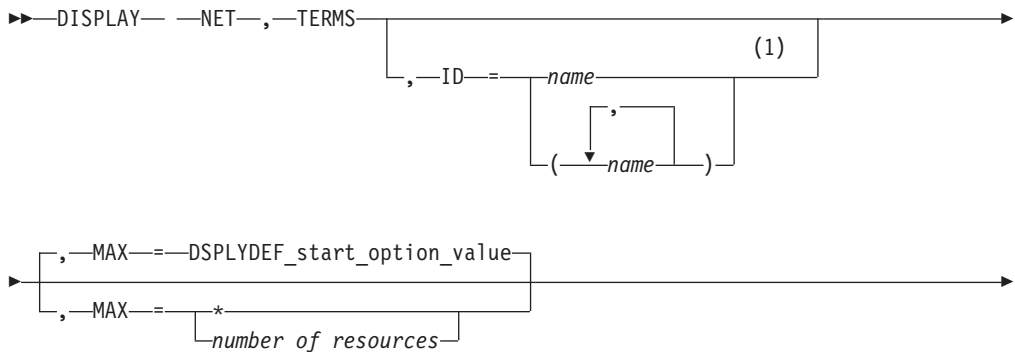 DISPLAY NET , TERMS
(1)
, ID = name
,
( name )
, MAX = DSPLYDEF_start_option_value
, MAX = *
number of resources